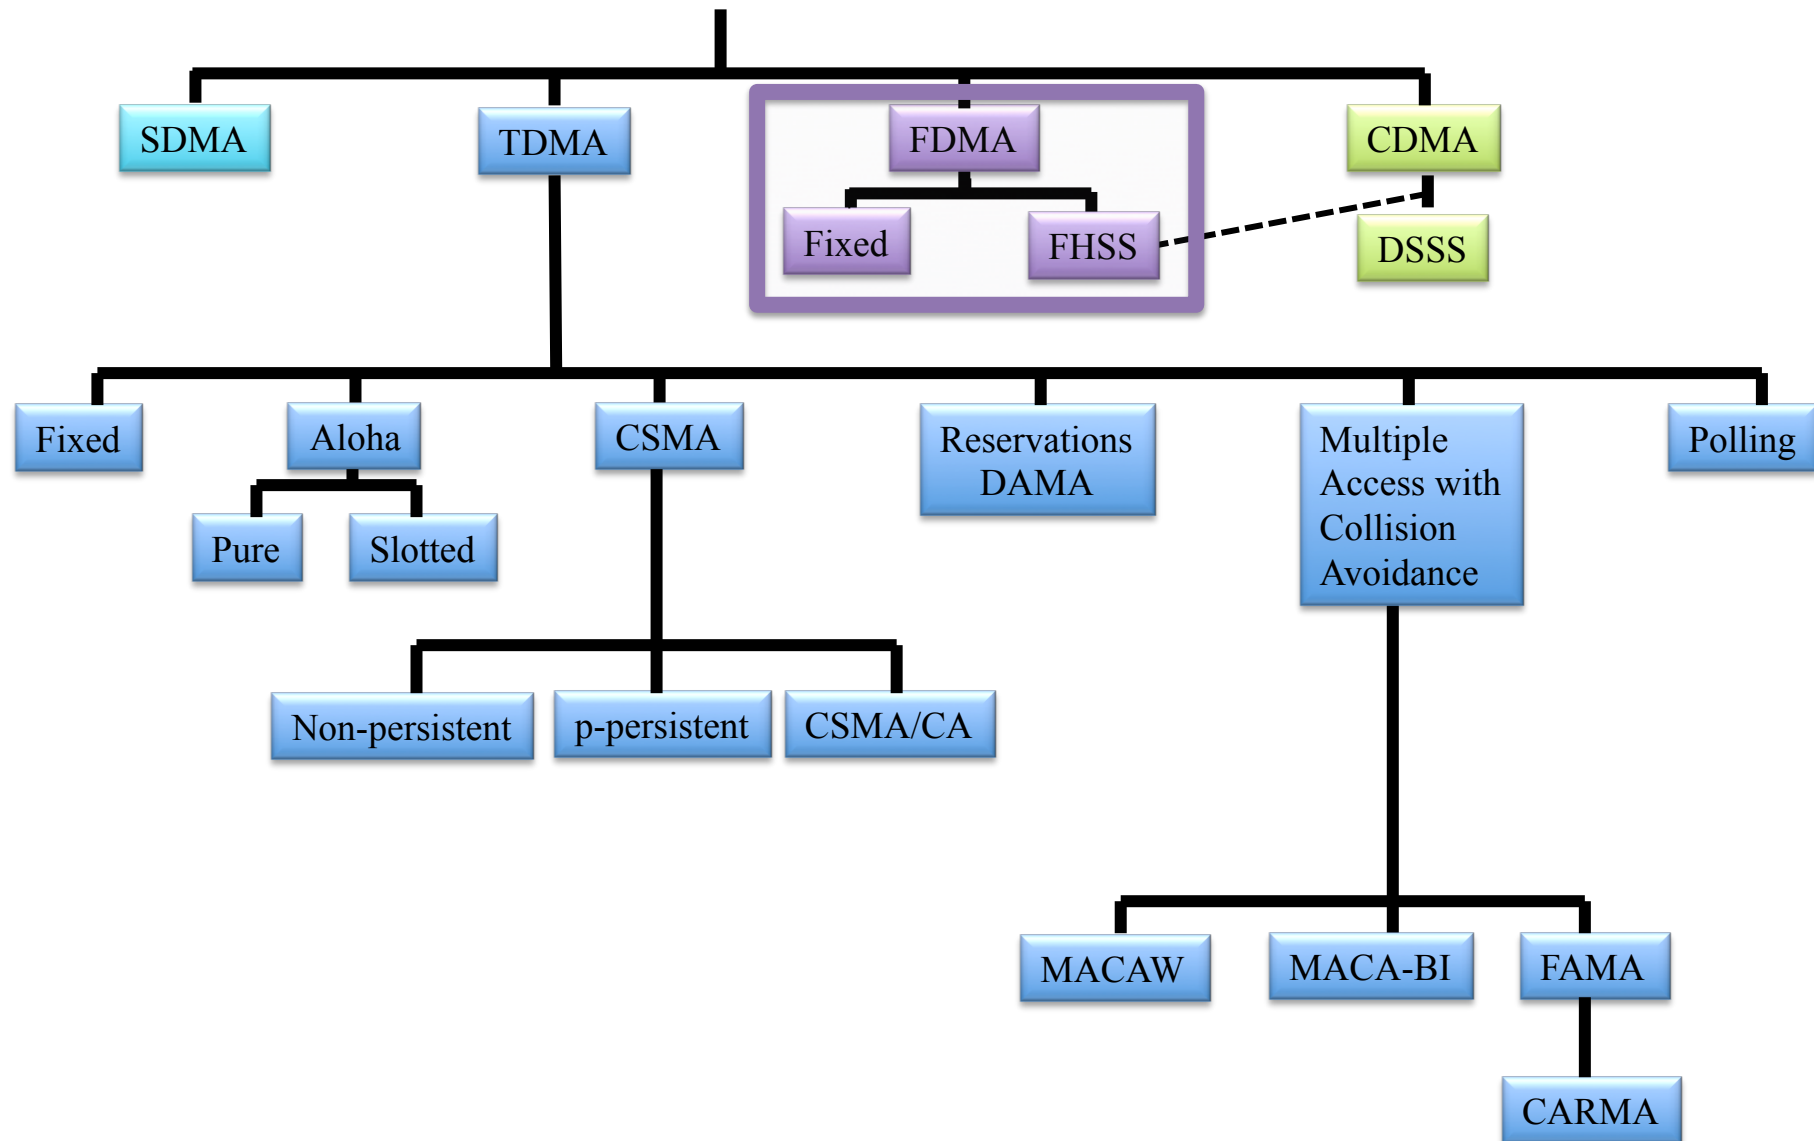 SDMA
TDMA
FDMA
CDMA
Fixed
FHSS
DSSS
Fixed
Aloha
CSMA
Reservations
DAMA
Multiple
Access with
Collision
Avoidance
Polling
Pure
Slotted
Non-persistent
p-persistent
CSMA/CA
MACAW
MACA-BI
FAMA
CARMA